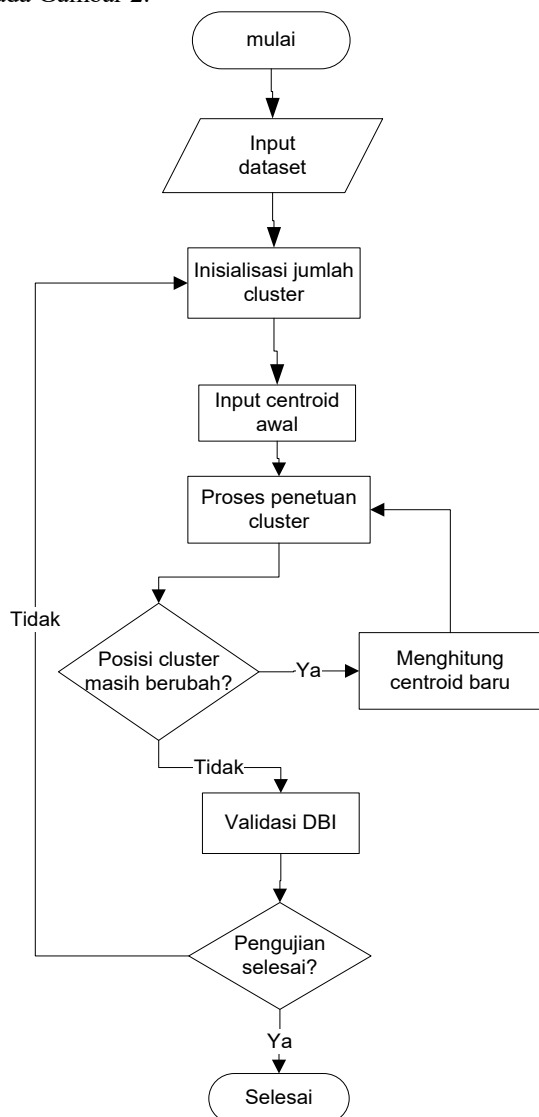 ada Gambar 2.
mulai
Input
dataset
Inisialisasi jumlah
cluster
Input centroid
awal
Proses penetuan
cluster
Tidak
Posisi cluster
masih berubah?
Ya
Menghitung
centroid baru
Tidak
Validasi DBI
Pengujian
selesai?
Ya
Selesai